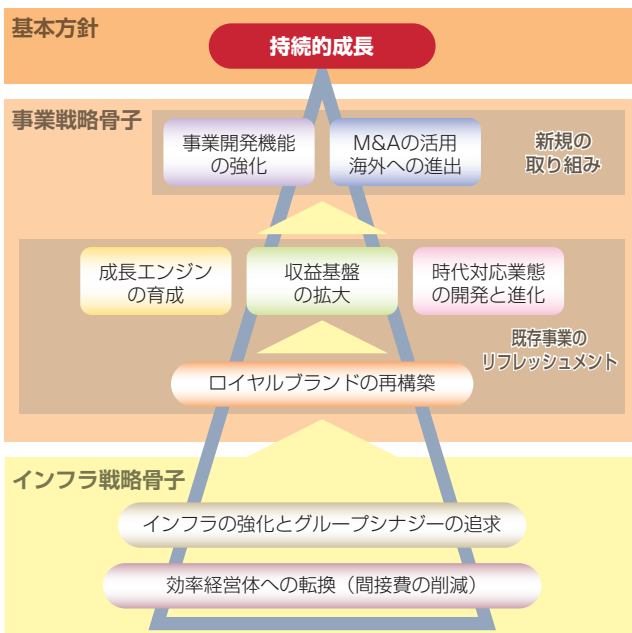 基本方針
持続的成長
事業戦略骨子
事業開発機能
の強化
M&Aの活用
海外への進出
新規の
取り組み
成長エンジン
の育成
収益基盤
の拡大
時代対応業態
の開発と進化
既存事業の
リフレッシュメント
ロイヤルブランドの再構築
インフラ戦略骨子
インフラの強化とグループシナジーの追求
効率経営体への転換（間接費の削減）